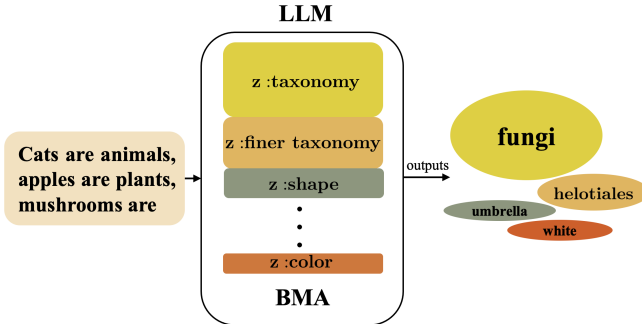 LLM
Cats are animals,
apples are plants,
mushrooms are
z :taxonomy
z :finer taxonomy
z :shape
z :color
BMA
outputs
fungi
helotiales
umbrella
white